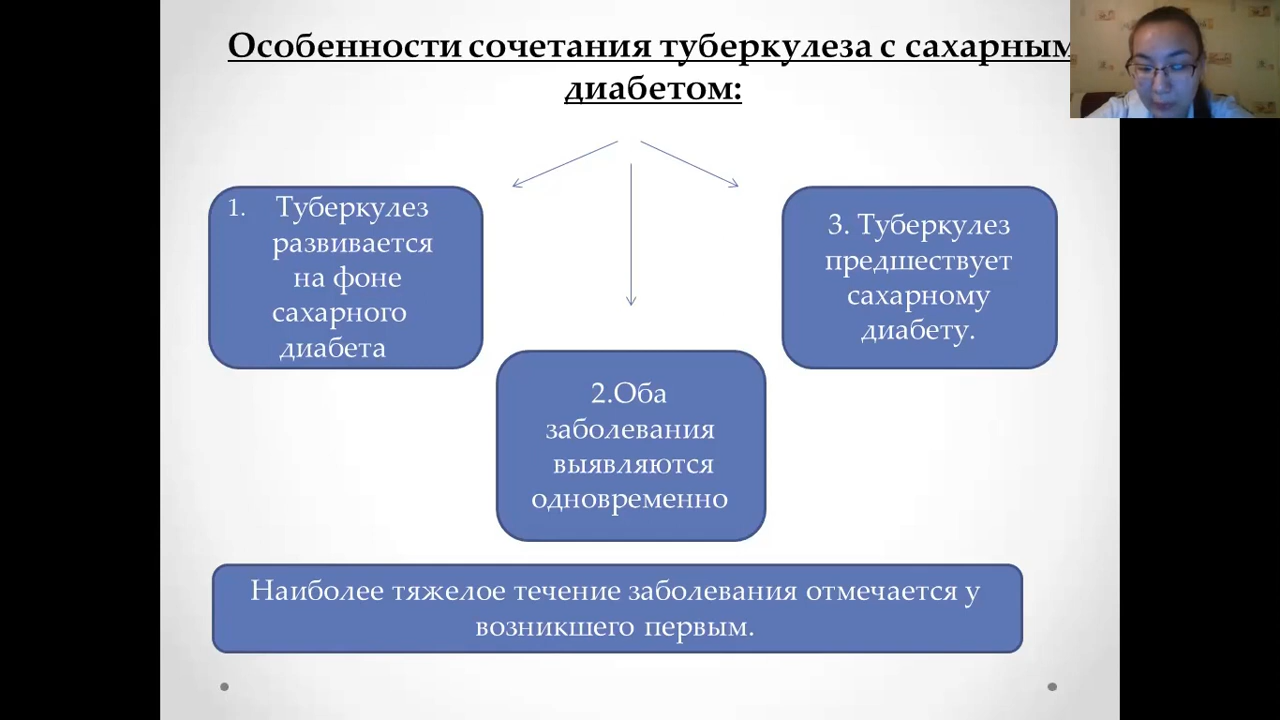 Особенности сочетания туберкулеза с сахарным
диабетом:
1. Туберкулез
развивается
на фоне
сахарного
диабета
2.Оба
заболевания
выявляются
одновременно
3. Туберкулез
предшествует
сахарному
диабету.
Наиболее тяжелое течение заболевания отмечается у
возникшего первым.